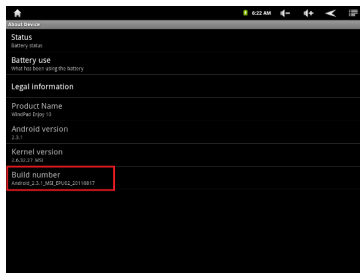 6:22 AM
About Device
Status
Battery status
Battery use
What has been using the battery
Legal information
Product Name
WindPad Enjoy 10
Android version
2.3.1
Kernel version
2.6.32.27_MSI
Build number
Android_2.3.1_MSI_EFUS2_20110817